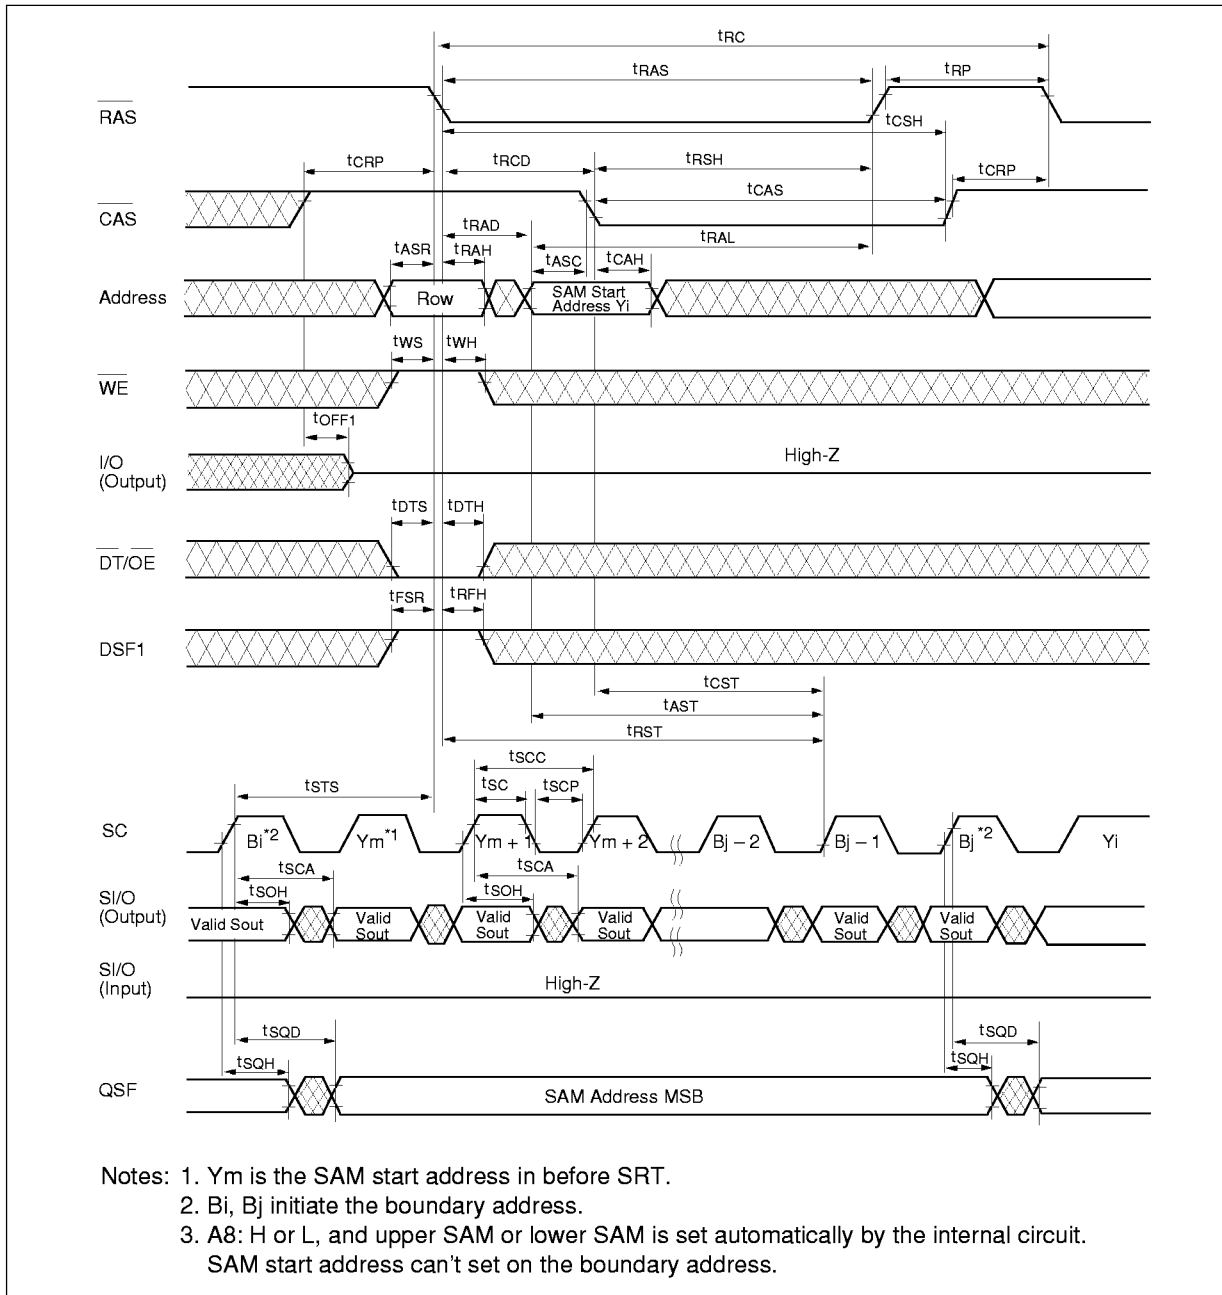 tRC
tRAS
tRP
RAS
tCSH
tCRP
tRCD
tRSH
tCRP
CAS
tCAS
tRAD
tRAL
tASR
tRAH
tASC
tCAH
Address
Row
SAM Start
Address Yi
tWS
tWH
WE
tOFF1
I/O
(Output)
High-Z
tDTS
tDTH
DT/OE
tFSR
tRFH
DSF1
tCST
tAST
tRST
tSCC
tSTS
tSC
tSCP
SC
Bi*2
Ym*1
Ym + 1
Ym + 2
Bj – 2
Bj – 1
Bj*2
Yi
tSCA
tSCA
tSOH
tSOH
SI/O
(Output)
Valid Sout
Valid
Sout
Valid
Sout
Valid
Sout
Valid
Sout
Valid
Sout
SI/O
(Input)
High-Z
tSQD
tSQD
tSQH
tSQH
QSF
SAM Address MSB
Notes: 1. Ym is the SAM start address in before SRT.
2. Bi, Bj initiate the boundary address.
3. A8: H or L, and upper SAM or lower SAM is set automatically by the internal circuit.
SAM start address can't set on the boundary address.